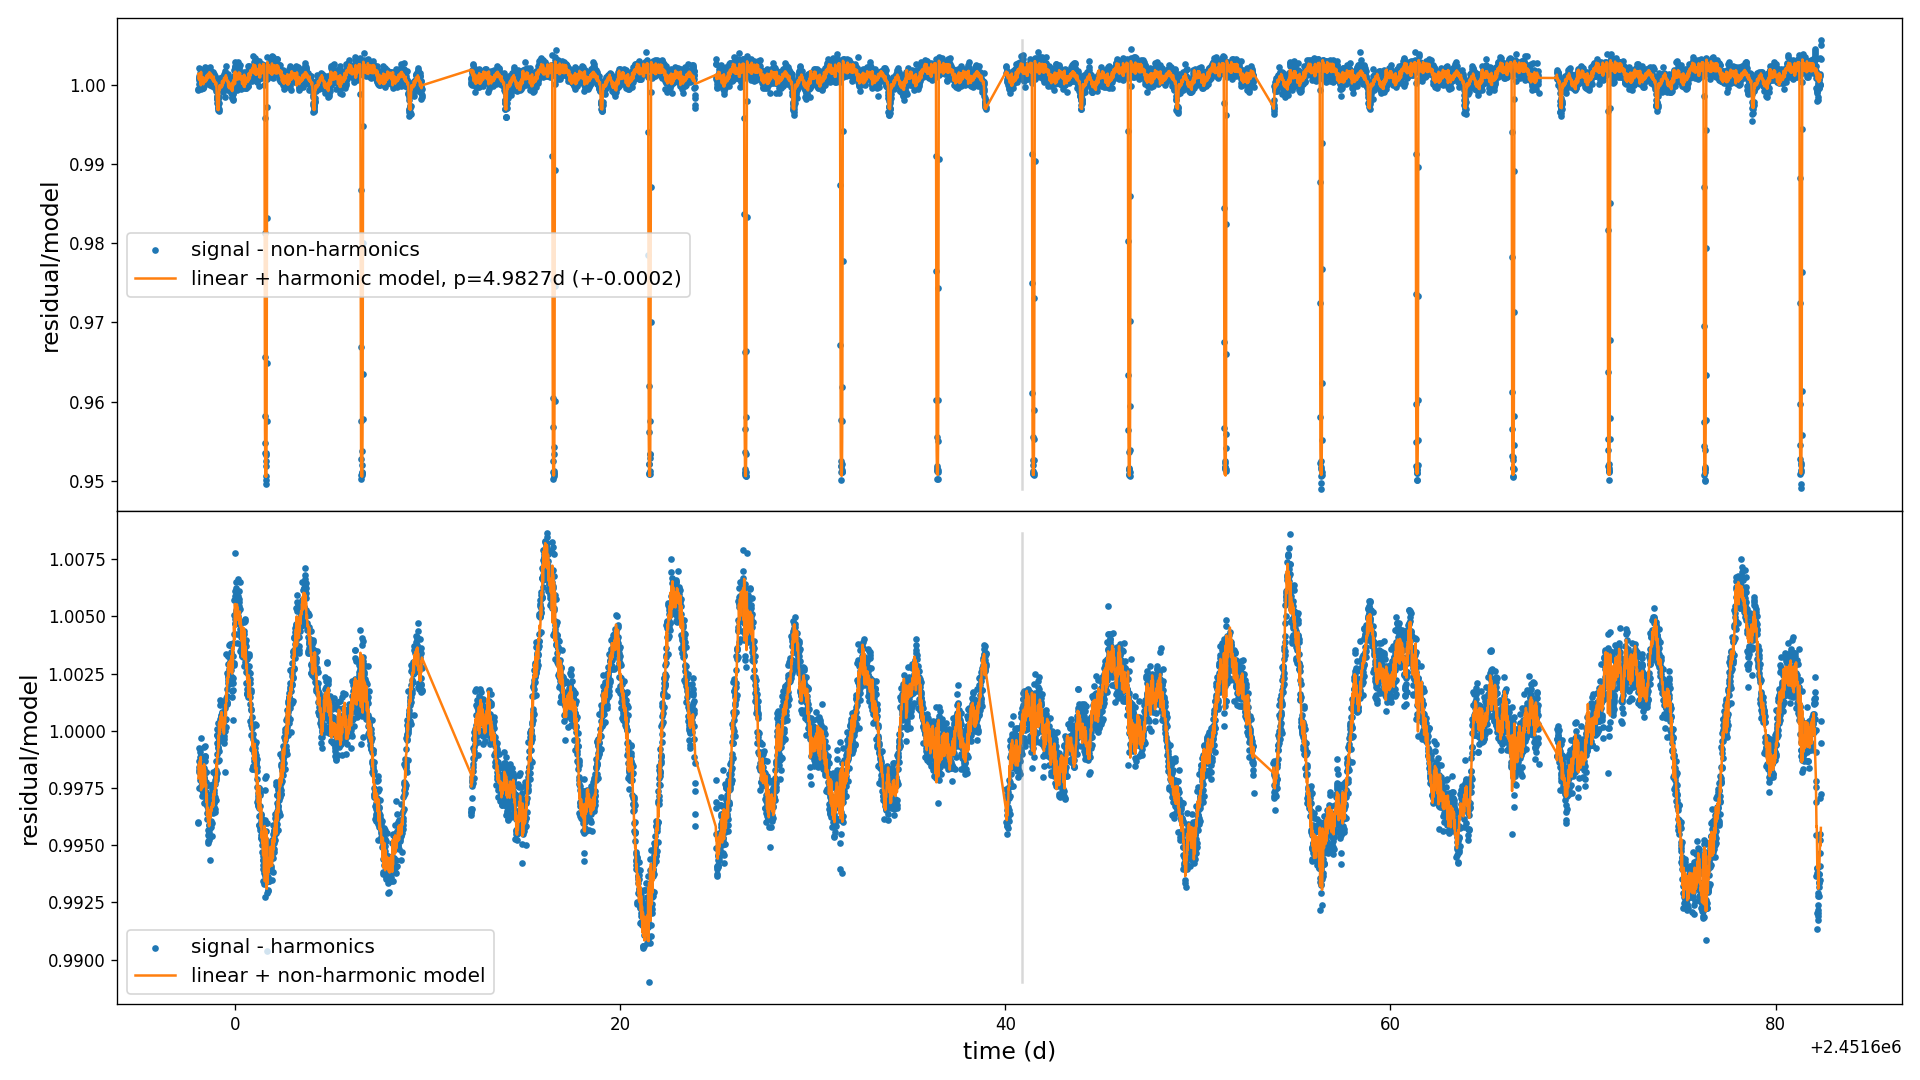 residual/model
1.00
0.99
0.98
0.97
0.96
0.95
signal - non-harmonics
linear + harmonic model, p=4.9827d (+-0.0002)
residual/model
1.0075
1.0050
1.0025
1.0000
0.9975
0.9950
0.9925
0.9900
signal - harmonics
linear + non-harmonic model
0 20 40 60 80
time (d)
+2.4516e6